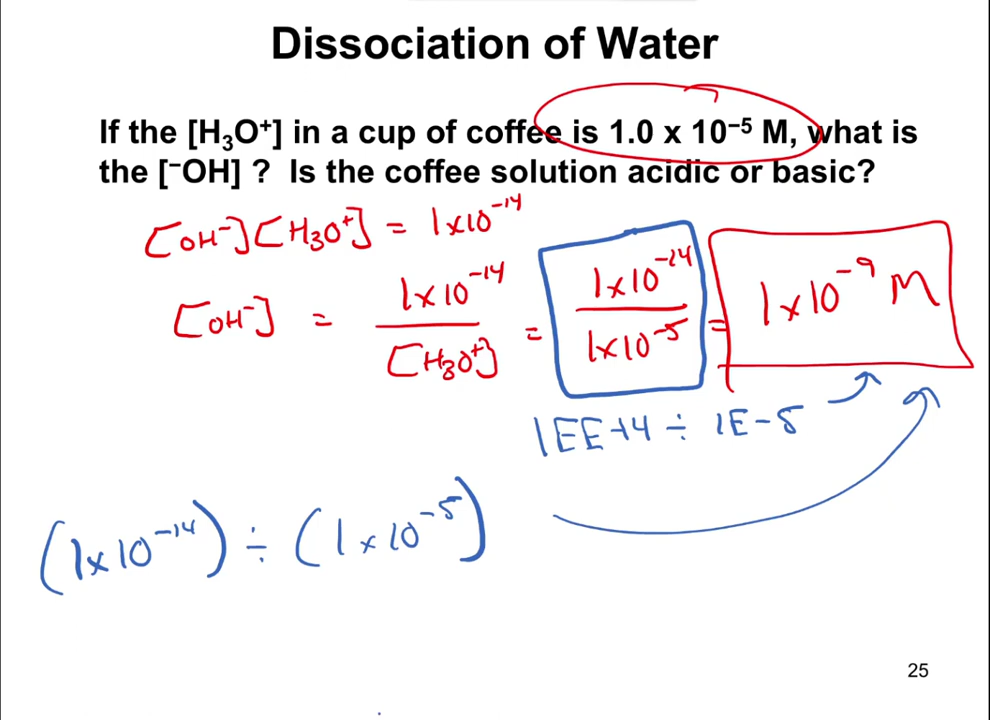 Dissociation of Water
If the [H₃O⁺] in a cup of coffee is 1.0 x 10⁻⁵ M, what is
the [⁻OH] ? Is the coffee solution acidic or basic?
[OH⁻][H₃O⁺] = 1x10⁻¹⁴
[OH⁻] = 1x10⁻¹⁴ / [H₃O⁺] = 1x10⁻¹⁴ / 1x10⁻⁵ = 1x10⁻⁹ M
1EE-14 ÷ 1E-5
(1x10⁻¹⁴) ÷ (1x10⁻⁵)
25